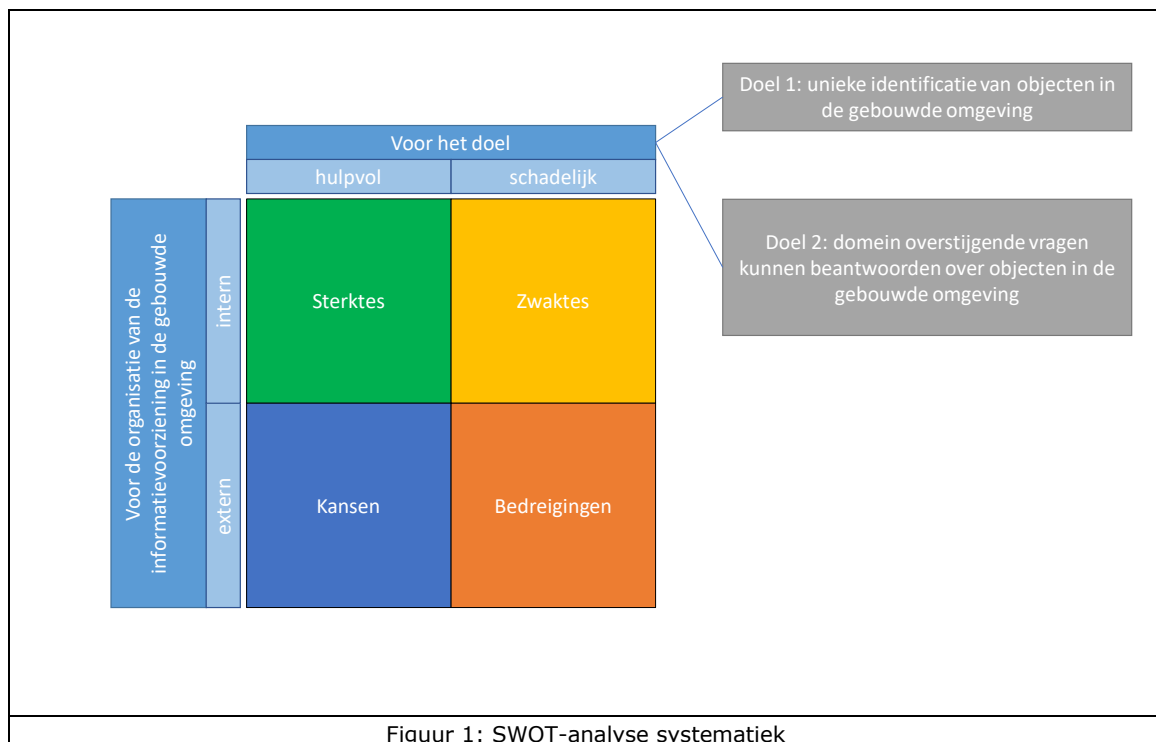 Doel 1: unieke identificatie van objecten in
de gebouwde omgeving
Voor het doel
hulpvol
schadelijk
Doel 2: domein overstijgende vragen
kunnen beantwoorden over objecten in de
gebouwde omgeving
Voor de organisatie van de
informatievoorziening in de gebouwde
omgeving
intern
Sterktes
Zwaktes
extern
Kansen
Bedreigingen
Figuur 1: SWOT-analyse systematiek